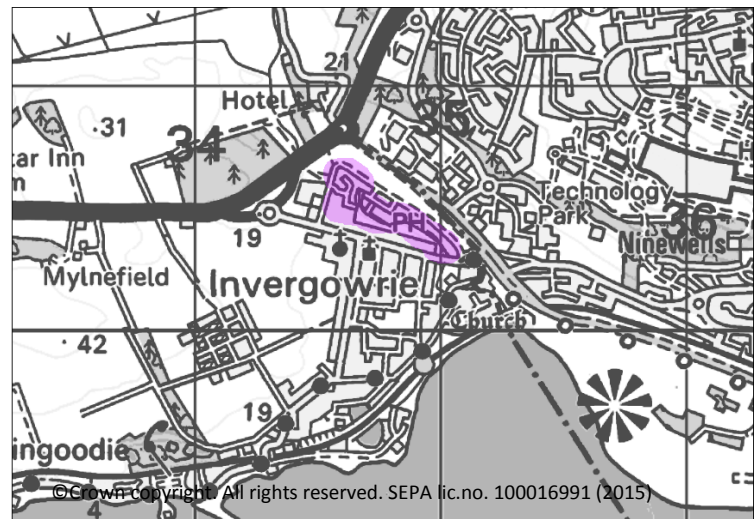 21
Hotel
35
31
34
tar Inn
m
Technology
Park
PH
36
19
Ninewells
Mylnefield
Invergowrie
Church
42
19
ingoodie
©Crown copyright. All rights reserved. SEPA lic.no. 100016991 (2015)
4